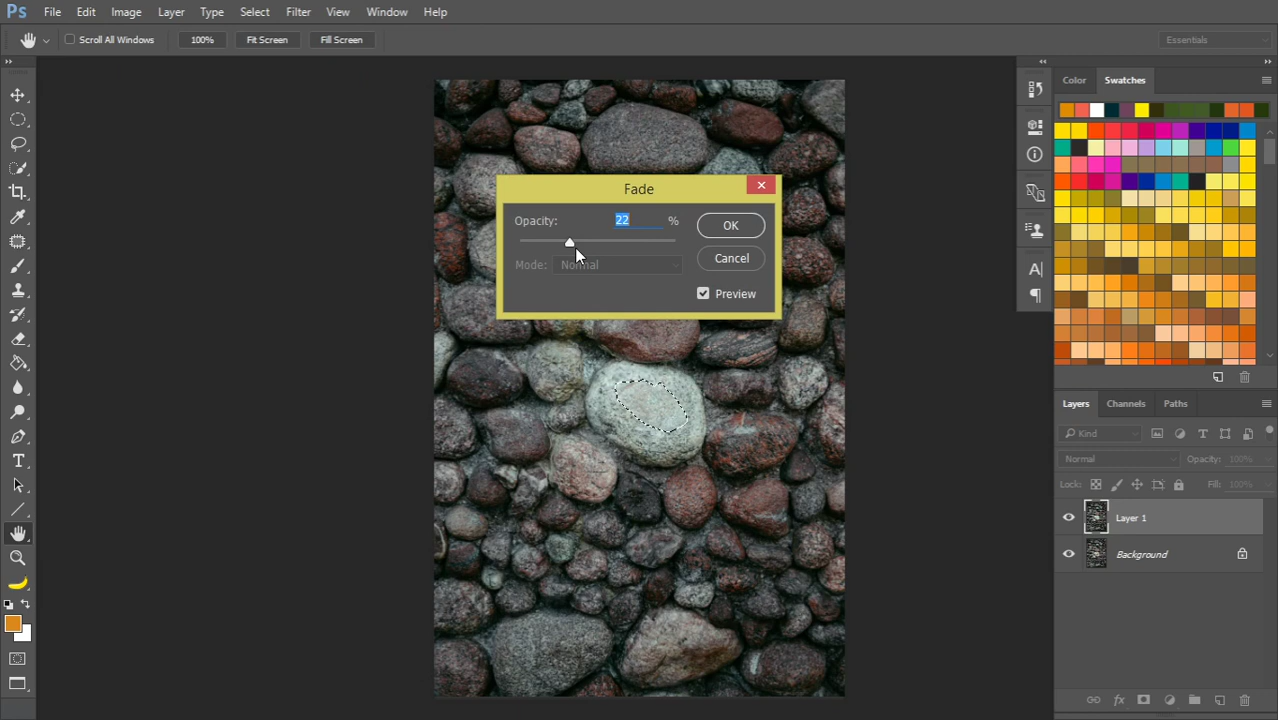 Ps File Edit Image Layer Type Select Filter View Window Help
Scroll All Windows 100% Fit Screen Fill Screen Essentials
Color Swatches
Fade
Opacity: 22 % OK
Cancel
Mode: Normal
Preview
Layers Channels Paths
Kind
Normal Opacity: 100%
Lock: Fill: 100%
Layer 1
Background